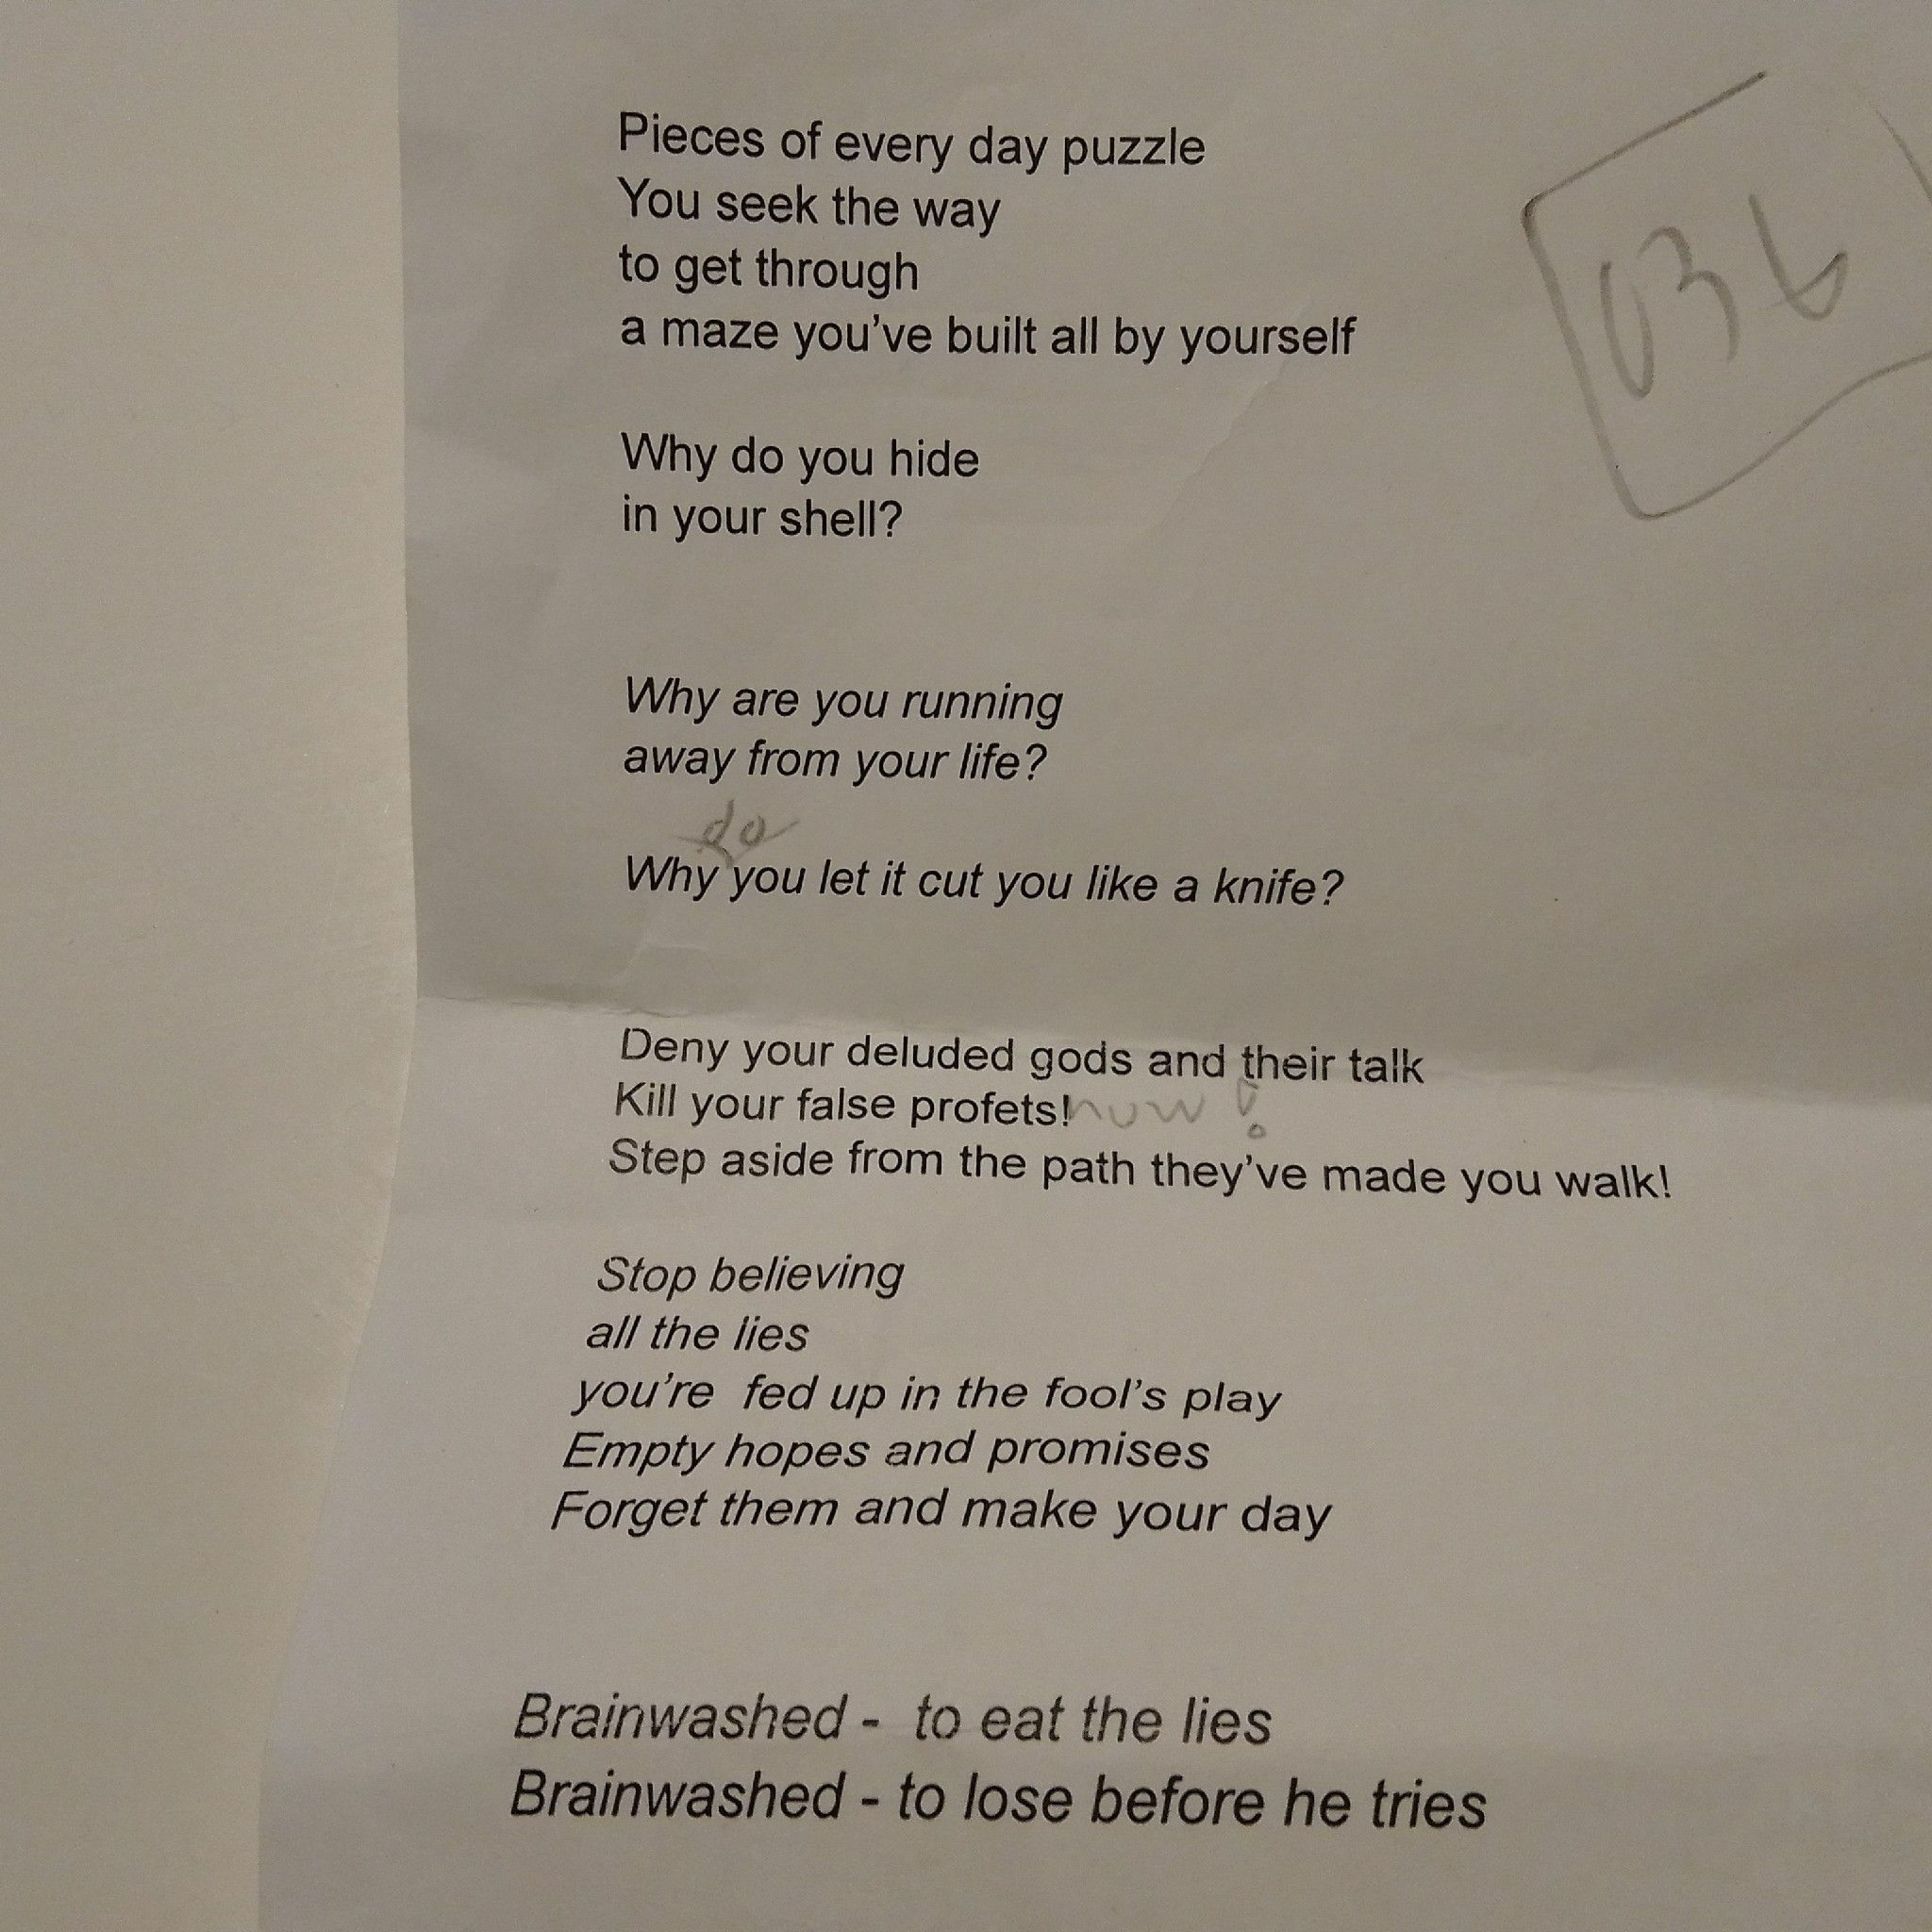 Pieces of every day puzzle
You seek the way
to get through
a maze you've built all by yourself
036
Why do you hide
in your shell?
Why are you running
away from your life?
do
Why you let it cut you like a knife?
Deny your deluded gods and their talk
Kill your false profets! now!
Step aside from the path they've made you walk!
Stop believing
all the lies
you're fed up in the fool's play
Empty hopes and promises
Forget them and make your day
Brainwashed - to eat the lies
Brainwashed - to lose before he tries